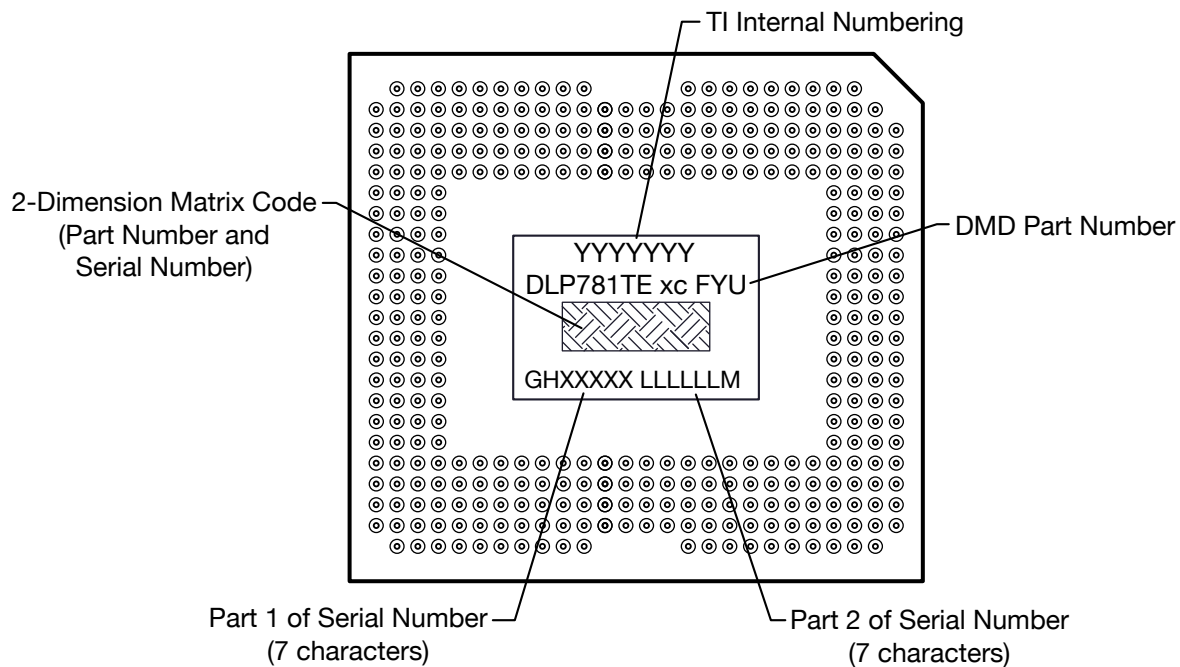 TI Internal Numbering
2-Dimension Matrix Code
(Part Number and
Serial Number)
DMD Part Number
YYYYYYY
DLP781TE xc FYU
GHXXXXX LLLLLLM
Part 1 of Serial Number
(7 characters)
Part 2 of Serial Number
(7 characters)